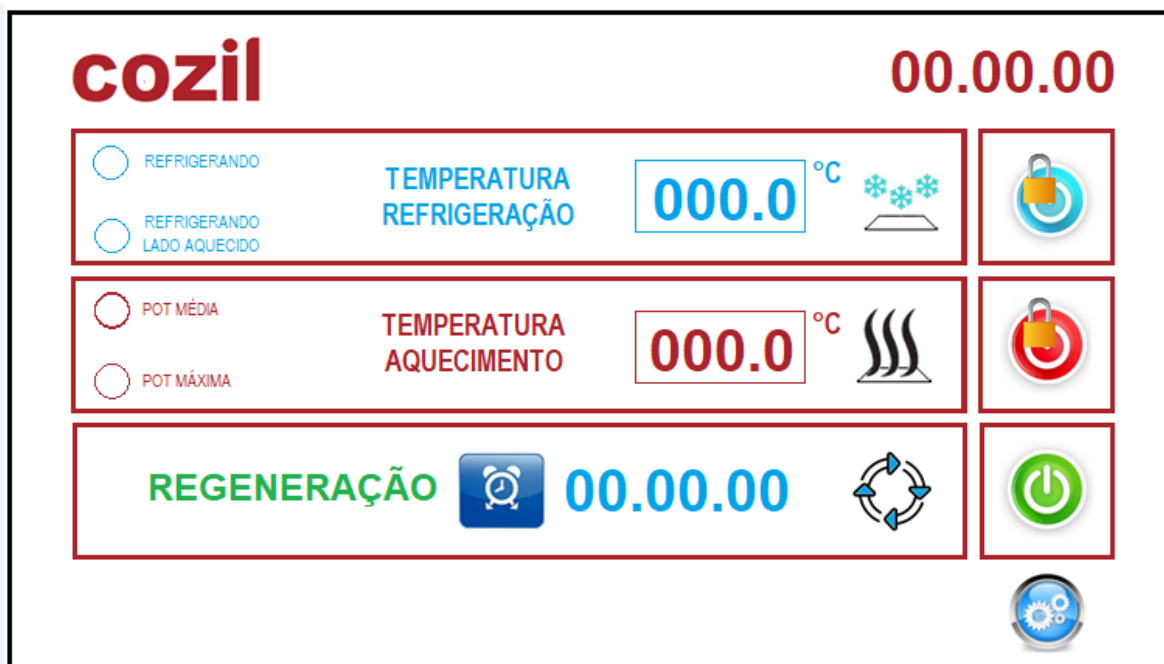 cozil
00.00.00
REFRIGERANDO
REFRIGERANDO
LADO AQUECIDO
TEMPERATURA
REFRIGERAÇÃO
000.0
°C
POT MÉDIA
POT MÁXIMA
TEMPERATURA
AQUECIMENTO
000.0
°C
REGENERAÇÃO
00.00.00